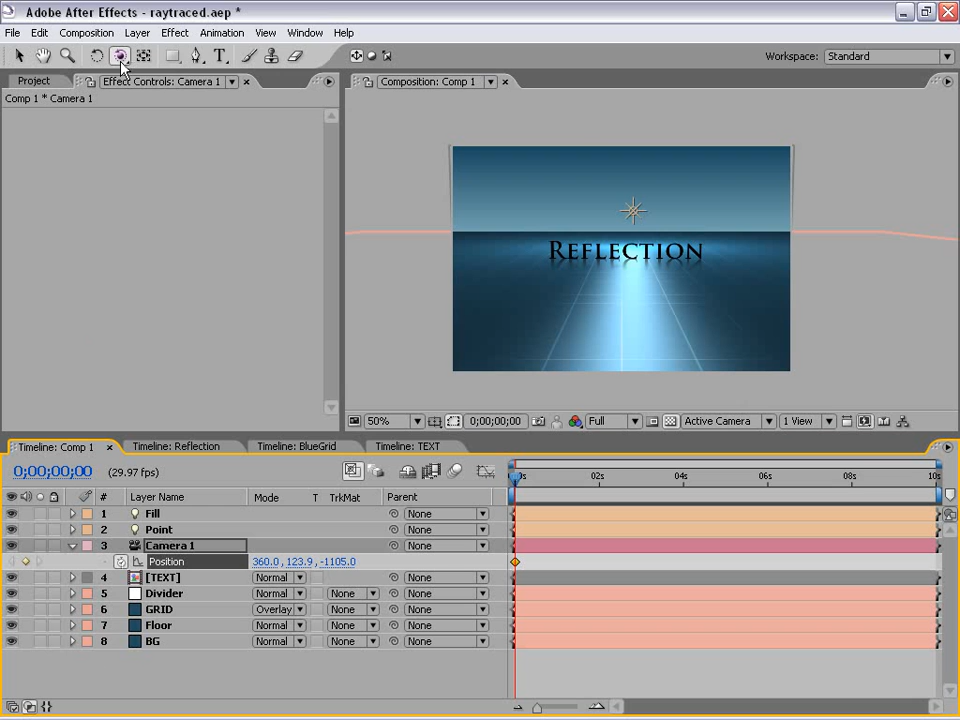 Adobe After Effects - raytraced.aep *
File Edit Composition Layer Effect Animation View Window Help
Workspace: Standard
Project Effect Controls: Camera 1
Composition: Comp 1
Comp 1 * Camera 1
REFLECTION
50% 0;00;00;00 Full Active Camera 1 View
Timeline: Comp 1 Timeline: Reflection Timeline: BlueGrid Timeline: TEXT
0;00;00;00 (29.97 fps)
02s 04s 06s 08s 10s
# Layer Name Mode T TrkMat Parent
1 Fill None
2 Point None
3 Camera 1 None
Position 360.0, 123.9, -1105.0
4 [TEXT] Normal None
5 Divider Normal None None
6 GRID Overlay None None
7 Floor Normal None None
8 BG Normal None None